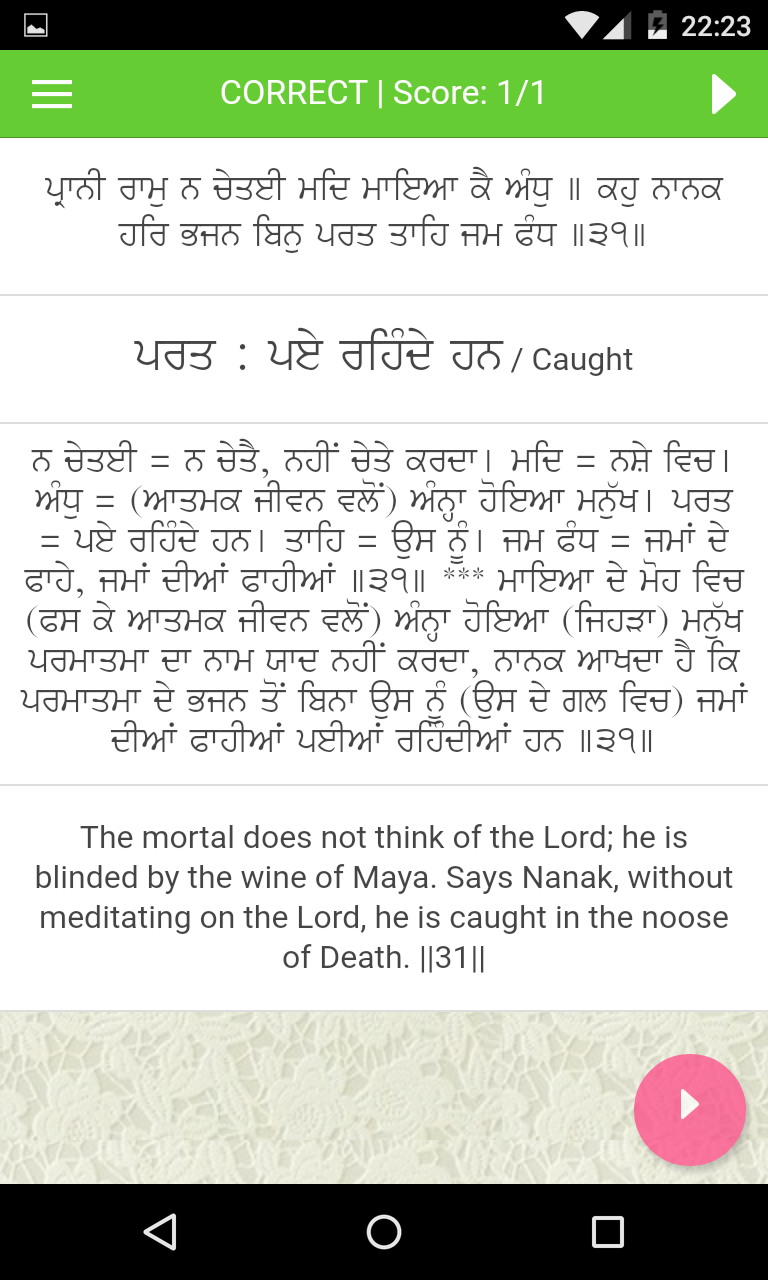 22:23
CORRECT | Score: 1/1
ਪ੍ਰਾਨੀ ਰਾਮੁ ਨ ਚੇਤਈ ਮਦਿ ਮਾਇਆ ਕੈ ਅੰਧੁ ॥ ਕਹੁ ਨਾਨਕ
ਹਰਿ ਭਜਨ ਬਿਨੁ ਪਰਤ ਤਾਹਿ ਜਮ ਫੰਧ ॥੩੧॥
ਪਰਤ : ਪਏ ਰਹਿੰਦੇ ਹਨ / Caught
ਨ ਚੇਤਈ = ਨ ਚੇਤੈ, ਨਹੀਂ ਚੇਤੇ ਕਰਦਾ। ਮਦਿ = ਨਸ਼ੇ ਵਿਚ।
ਅੰਧੁ = (ਆਤਮਕ ਜੀਵਨ ਵਲੋਂ) ਅੰਨ੍ਹਾ ਹੋਇਆ ਮਨੁੱਖ। ਪਰਤ
= ਪਏ ਰਹਿੰਦੇ ਹਨ। ਤਾਹਿ = ਉਸ ਨੂੰ। ਜਮ ਫੰਧ = ਜਮਾਂ ਦੇ
ਫਾਹੇ, ਜਮਾਂ ਦੀਆਂ ਫਾਹੀਆਂ ॥੩੧॥ *** ਮਾਇਆ ਦੇ ਮੋਹ ਵਿਚ
(ਫਸ ਕੇ ਆਤਮਕ ਜੀਵਨ ਵਲੋਂ) ਅੰਨ੍ਹਾ ਹੋਇਆ (ਜਿਹੜਾ) ਮਨੁੱਖ
ਪਰਮਾਤਮਾ ਦਾ ਨਾਮ ਯਾਦ ਨਹੀਂ ਕਰਦਾ, ਨਾਨਕ ਆਖਦਾ ਹੈ ਕਿ
ਪਰਮਾਤਮਾ ਦੇ ਭਜਨ ਤੋਂ ਬਿਨਾ ਉਸ ਨੂੰ (ਉਸ ਦੇ ਗਲ ਵਿਚ) ਜਮਾਂ
ਦੀਆਂ ਫਾਹੀਆਂ ਪਈਆਂ ਰਹਿੰਦੀਆਂ ਹਨ ॥੩੧॥
The mortal does not think of the Lord; he is
blinded by the wine of Maya. Says Nanak, without
meditating on the Lord, he is caught in the noose
of Death. ||31||